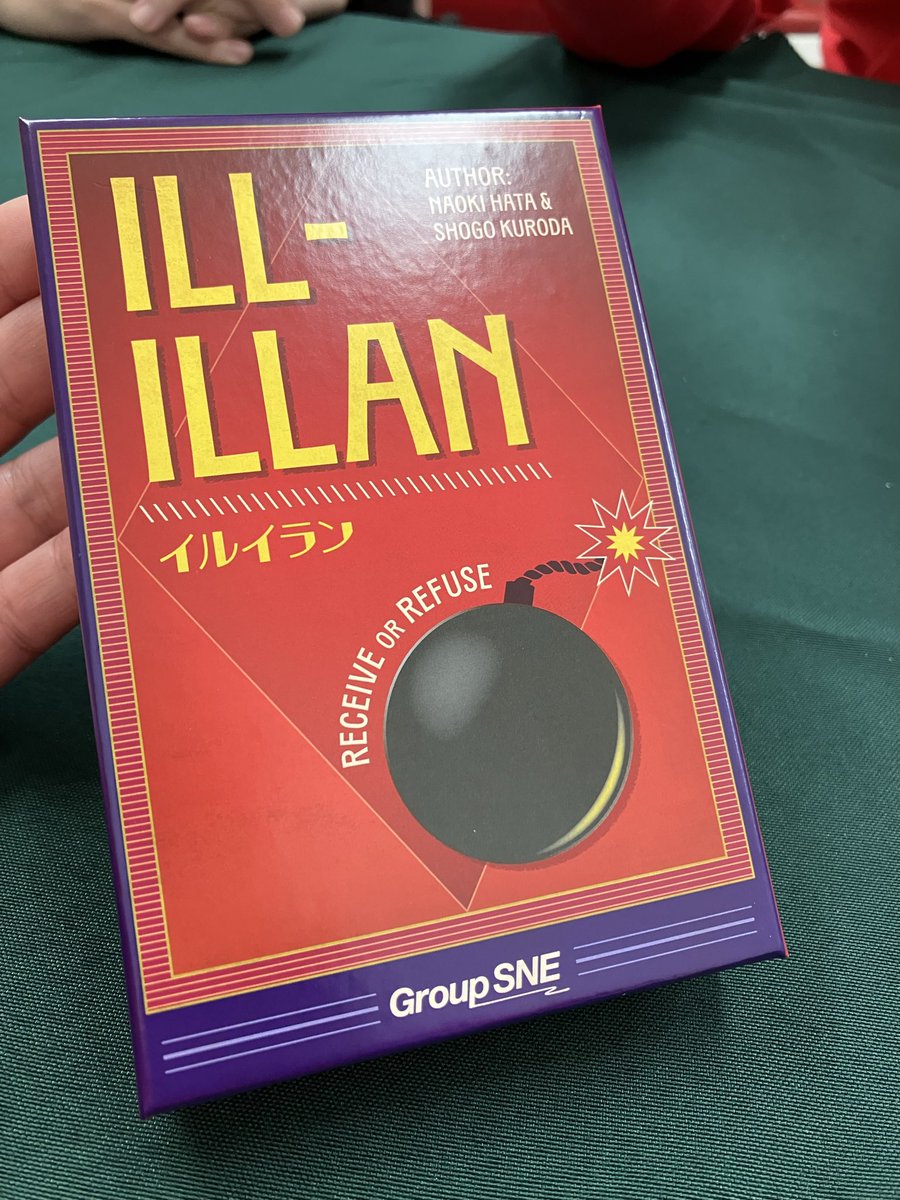 ILL-
ILLAN
AUTHOR:
NAOKI HATA &
SHOGO KURODA
イルイラン
RECEIVE OR REFUSE
Group SNE